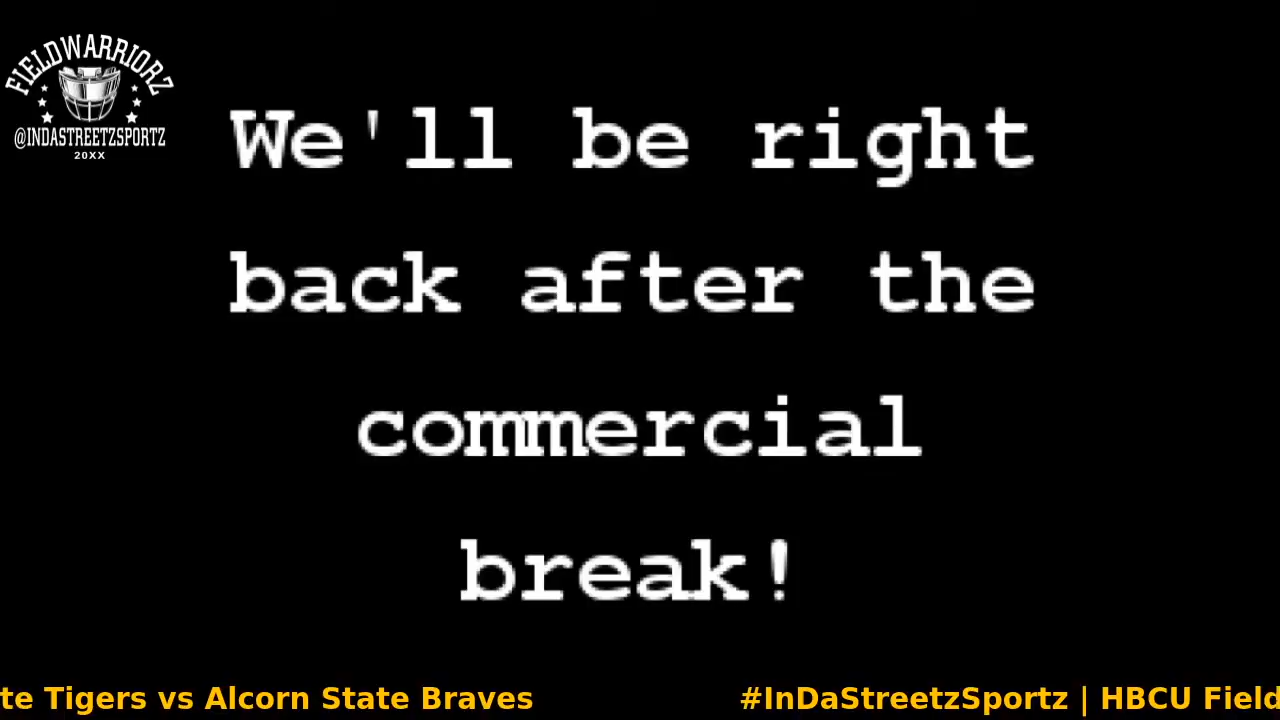 FIELDWARRIORZ
@INDASTREETZSPORTZ
20XX
We'll be right
back after the
commercial
break!
te Tigers vs Alcorn State Braves #InDaStreetzSportz | HBCU Field